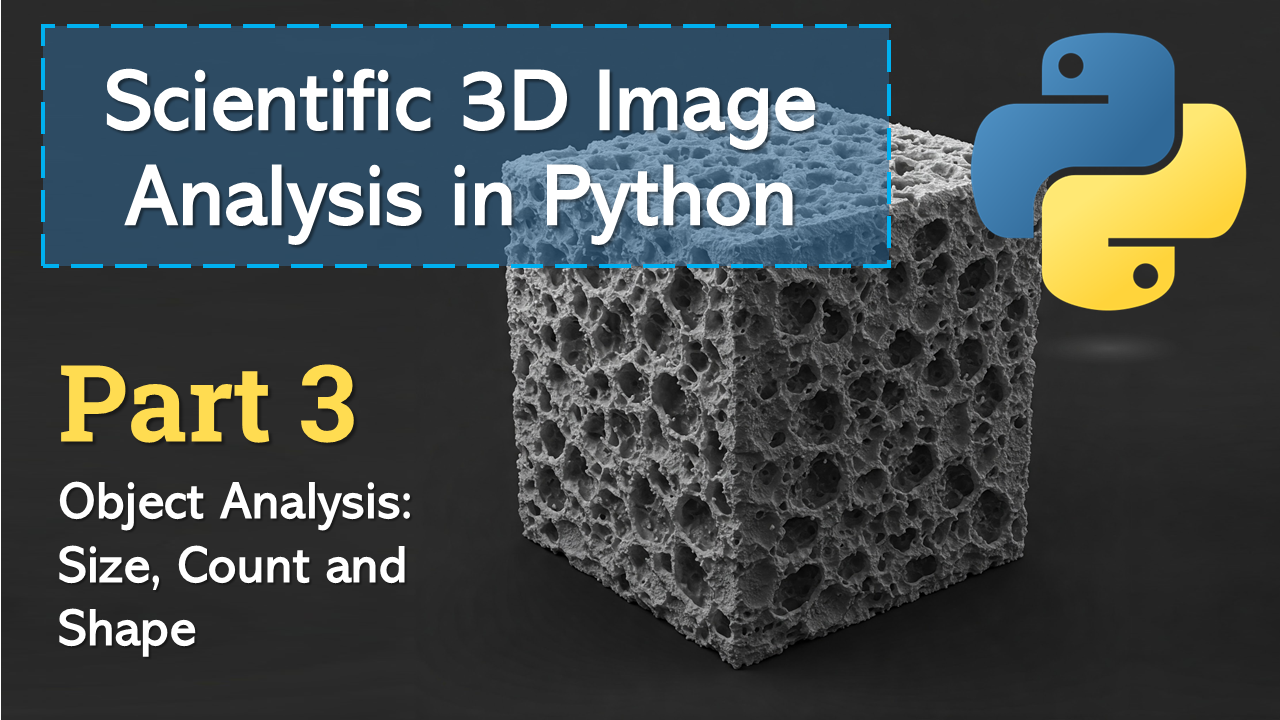 Scientific 3D Image
Analysis in Python
Part 3
Object Analysis:
Size, Count and
Shape